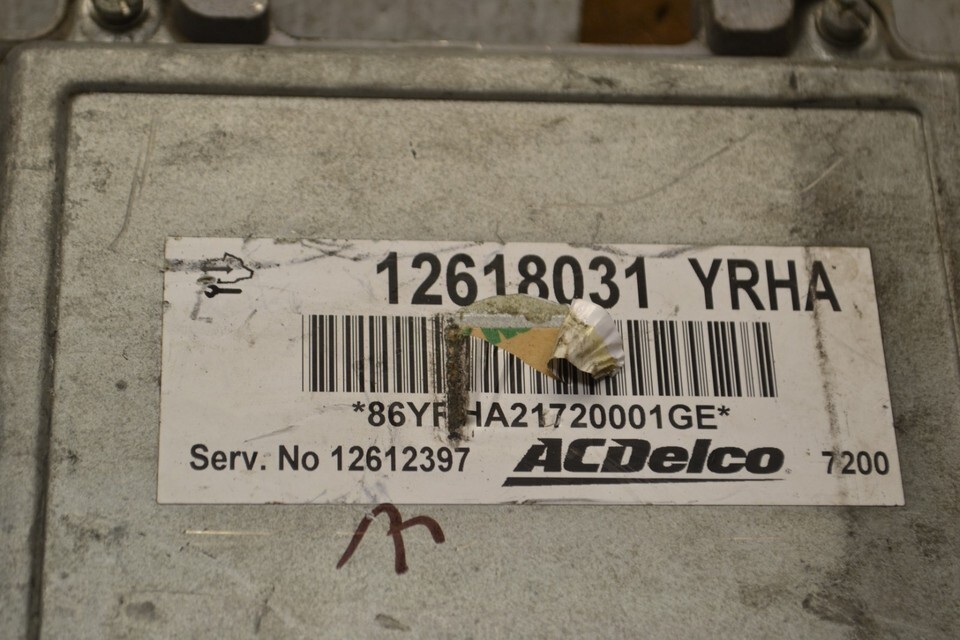 12618031 YRHA
*86YRHA21720001GE*
Serv. No 12612397 ACDelco 7200